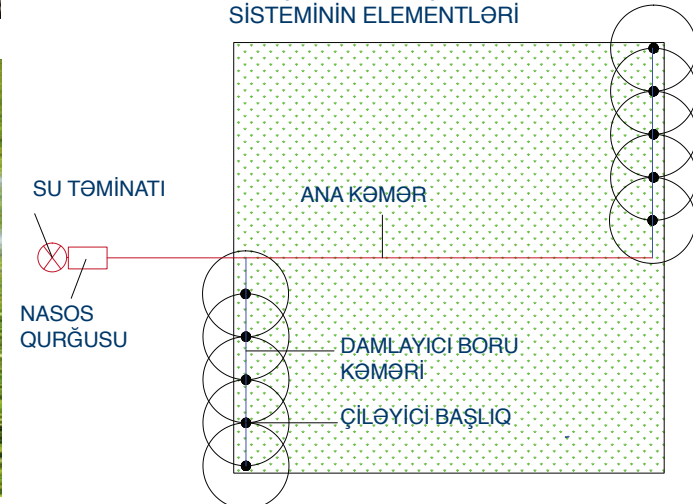 SİSTEMİNİN ELEMENTLƏRİ
SU TƏMİNATI
ANA KƏMƏR
NASOS
QURĞUSU
DAMLAYICI BORU
KƏMƏRİ
ÇİLƏYİCİ BAŞLIQ